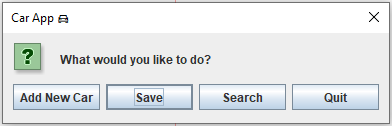 Car App 🚘
What would you like to do?
Add New Car Save Search Quit